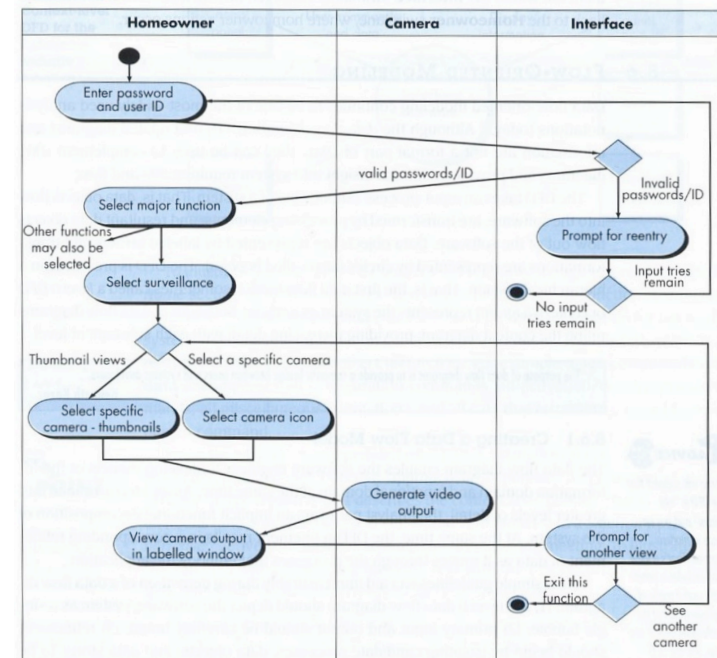 Homeowner
Camera
Interface
Enter password
and user ID
valid passwords/ID
Invalid
passwords/ID
Select major function
Prompt for reentry
Other functions
may also be
selected
Input tries
remain
Select surveillance
No input
tries remain
Thumbnail views
Select a specific camera
Select specific
camera - thumbnails
Select camera icon
Generate video
output
View camera output
in labelled window
Prompt for
another view
Exit this
function
See
another
camera